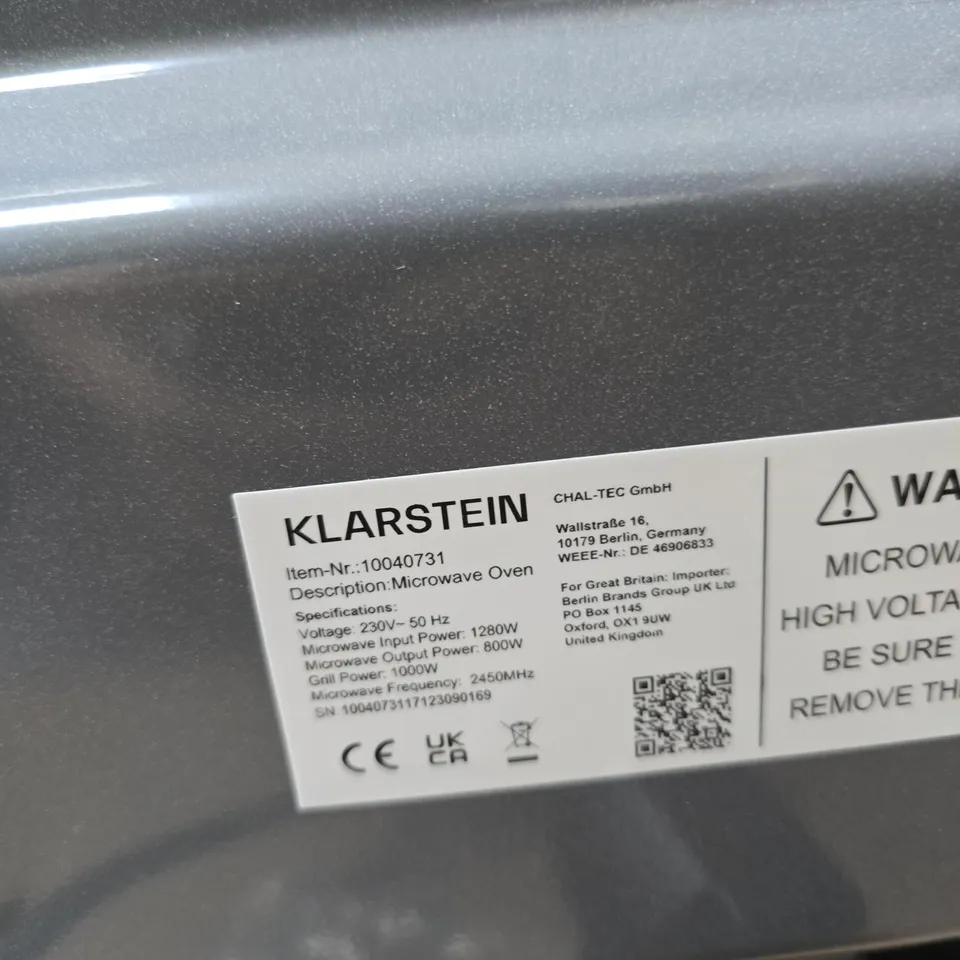 KLARSTEIN
Item-Nr.:10040731
Description:Microwave Oven
Specifications:
Voltage: 230V~ 50 Hz
Microwave Input Power: 1280W
Microwave Output Power: 800W
Grill Power: 1000W
Microwave Frequency: 2450MHz
SN 1004073117123090169
CE
UK
CA
CHAL-TEC GmbH
Wallstraße 16,
10179 Berlin, Germany
WEEE-Nr.: DE 46906833
For Great Britain: Importer:
Berlin Brands Group UK Ltd
PO Box 1145
Oxford, OX1 9UW
United Kingdom
WA
MICROWA
HIGH VOLTA
BE SURE
REMOVE TH